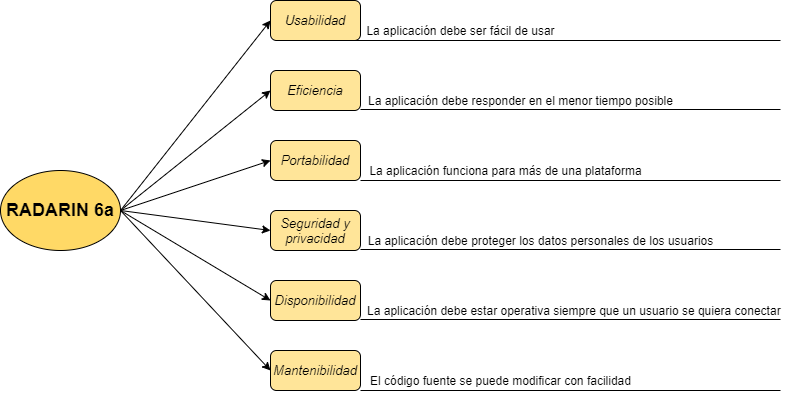 RADARIN 6a
Usabilidad
La aplicación debe ser fácil de usar
Eficiencia
La aplicación debe responder en el menor tiempo posible
Portabilidad
La aplicación funciona para más de una plataforma
Seguridad y
privacidad
La aplicación debe proteger los datos personales de los usuarios
Disponibilidad
La aplicación debe estar operativa siempre que un usuario se quiera conectar
Mantenibilidad
El código fuente se puede modificar con facilidad